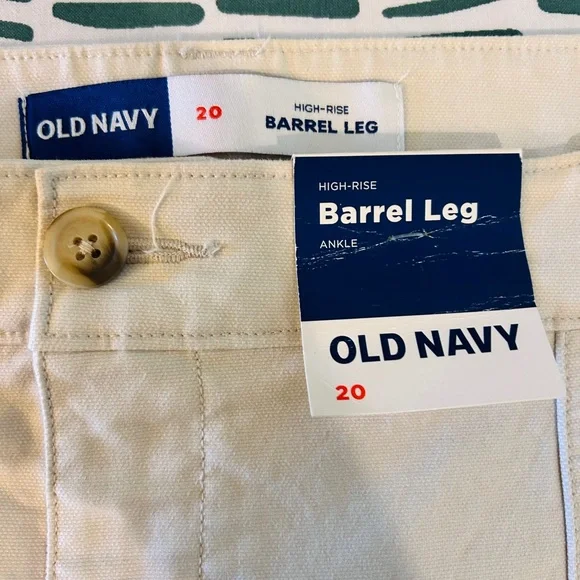 OLD NAVY
20
HIGH-RISE
BARREL LEG
HIGH-RISE
Barrel Leg
ANKLE
OLD NAVY
20